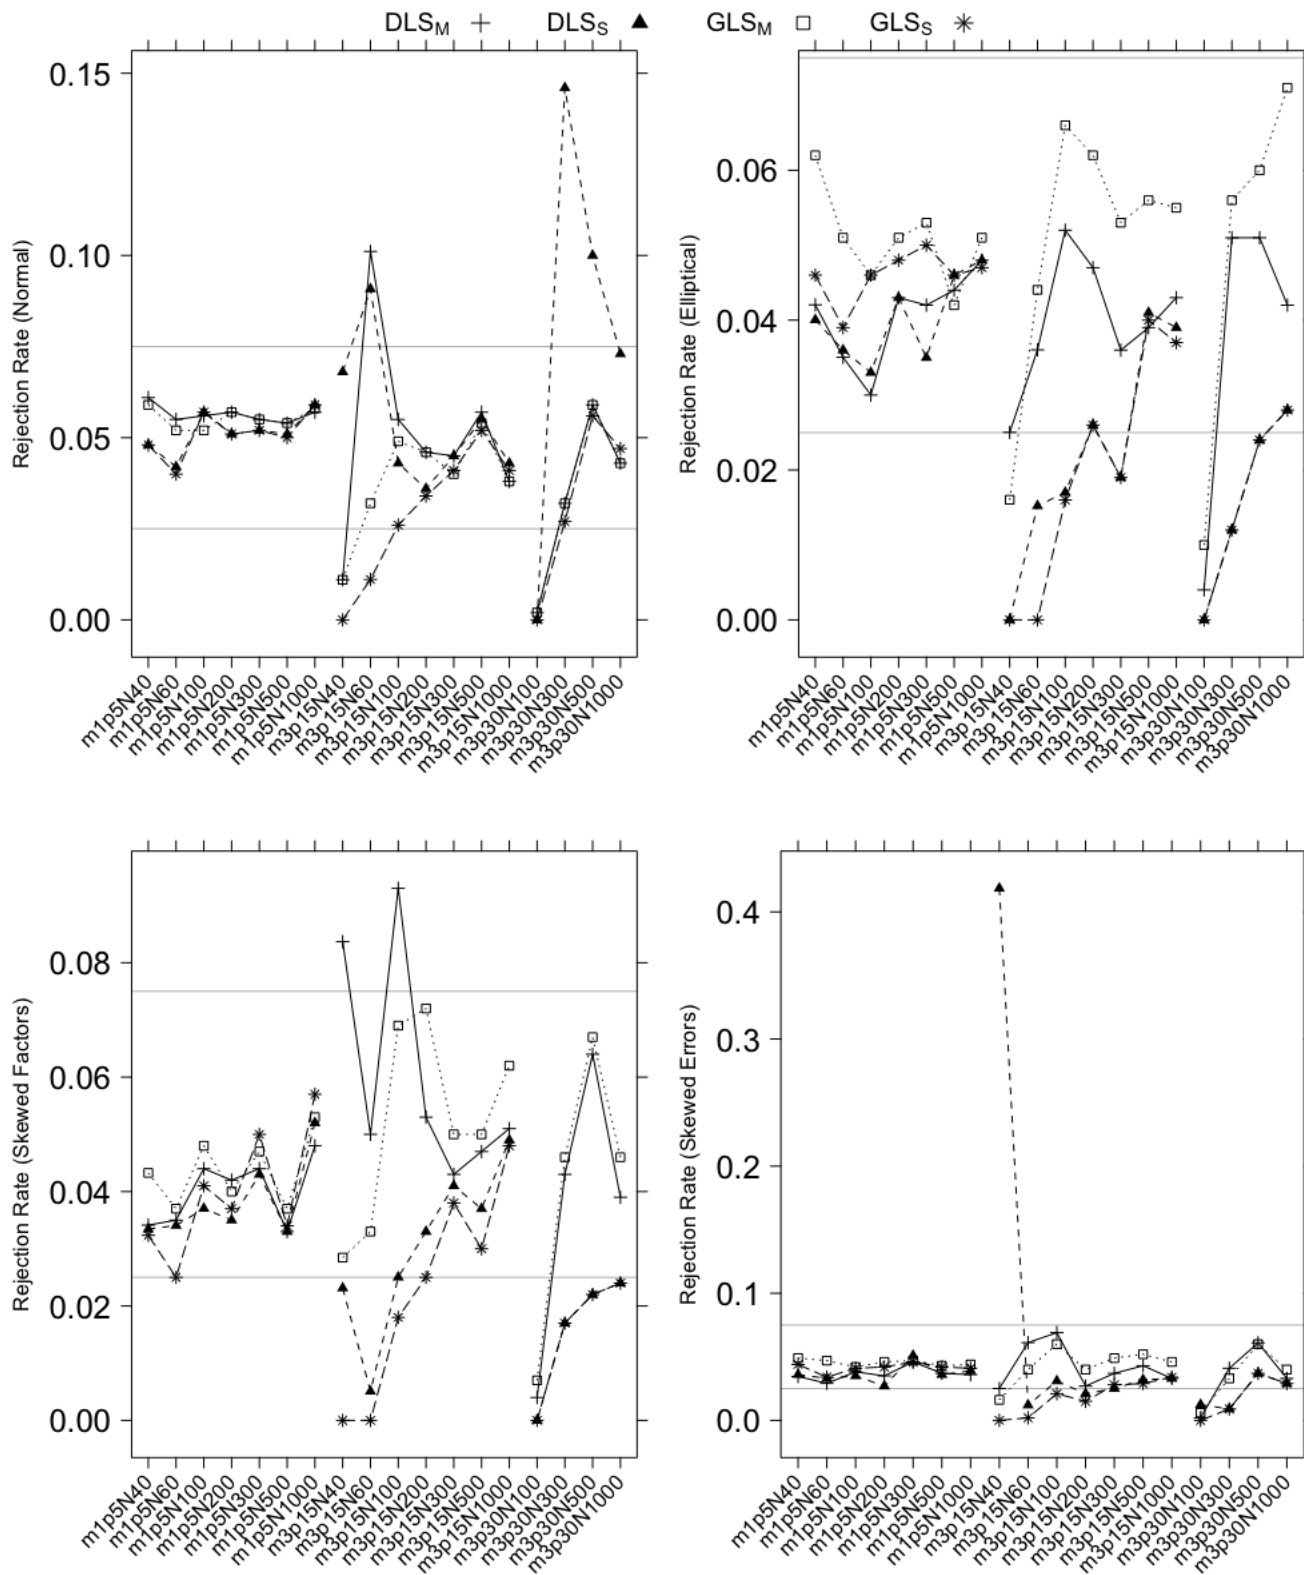 DLSM DLSS GLSM GLSS
Rejection Rate (Normal)
0.15
0.10
0.05
0.00
m1p5N40
m1p5N60
m1p5N100
m1p5N200
m1p5N300
m1p5N500
m1p5N1000
m3p15N40
m3p15N60
m3p15N100
m3p15N200
m3p15N300
m3p15N500
m3p15N1000
m3p30N100
m3p30N300
m3p30N500
m3p30N1000
Rejection Rate (Elliptical)
0.06
0.04
0.02
0.00
m1p5N40
m1p5N60
m1p5N100
m1p5N200
m1p5N300
m1p5N500
m1p5N1000
m3p15N40
m3p15N60
m3p15N100
m3p15N200
m3p15N300
m3p15N500
m3p15N1000
m3p30N100
m3p30N300
m3p30N500
m3p30N1000
Rejection Rate (Skewed Factors)
0.08
0.06
0.04
0.02
0.00
m1p5N40
m1p5N60
m1p5N100
m1p5N200
m1p5N300
m1p5N500
m1p5N1000
m3p15N40
m3p15N60
m3p15N100
m3p15N200
m3p15N300
m3p15N500
m3p15N1000
m3p30N100
m3p30N300
m3p30N500
m3p30N1000
Rejection Rate (Skewed Errors)
0.4
0.3
0.2
0.1
0.0
m1p5N40
m1p5N60
m1p5N100
m1p5N200
m1p5N300
m1p5N500
m1p5N1000
m3p15N40
m3p15N60
m3p15N100
m3p15N200
m3p15N300
m3p15N500
m3p15N1000
m3p30N100
m3p30N300
m3p30N500
m3p30N1000